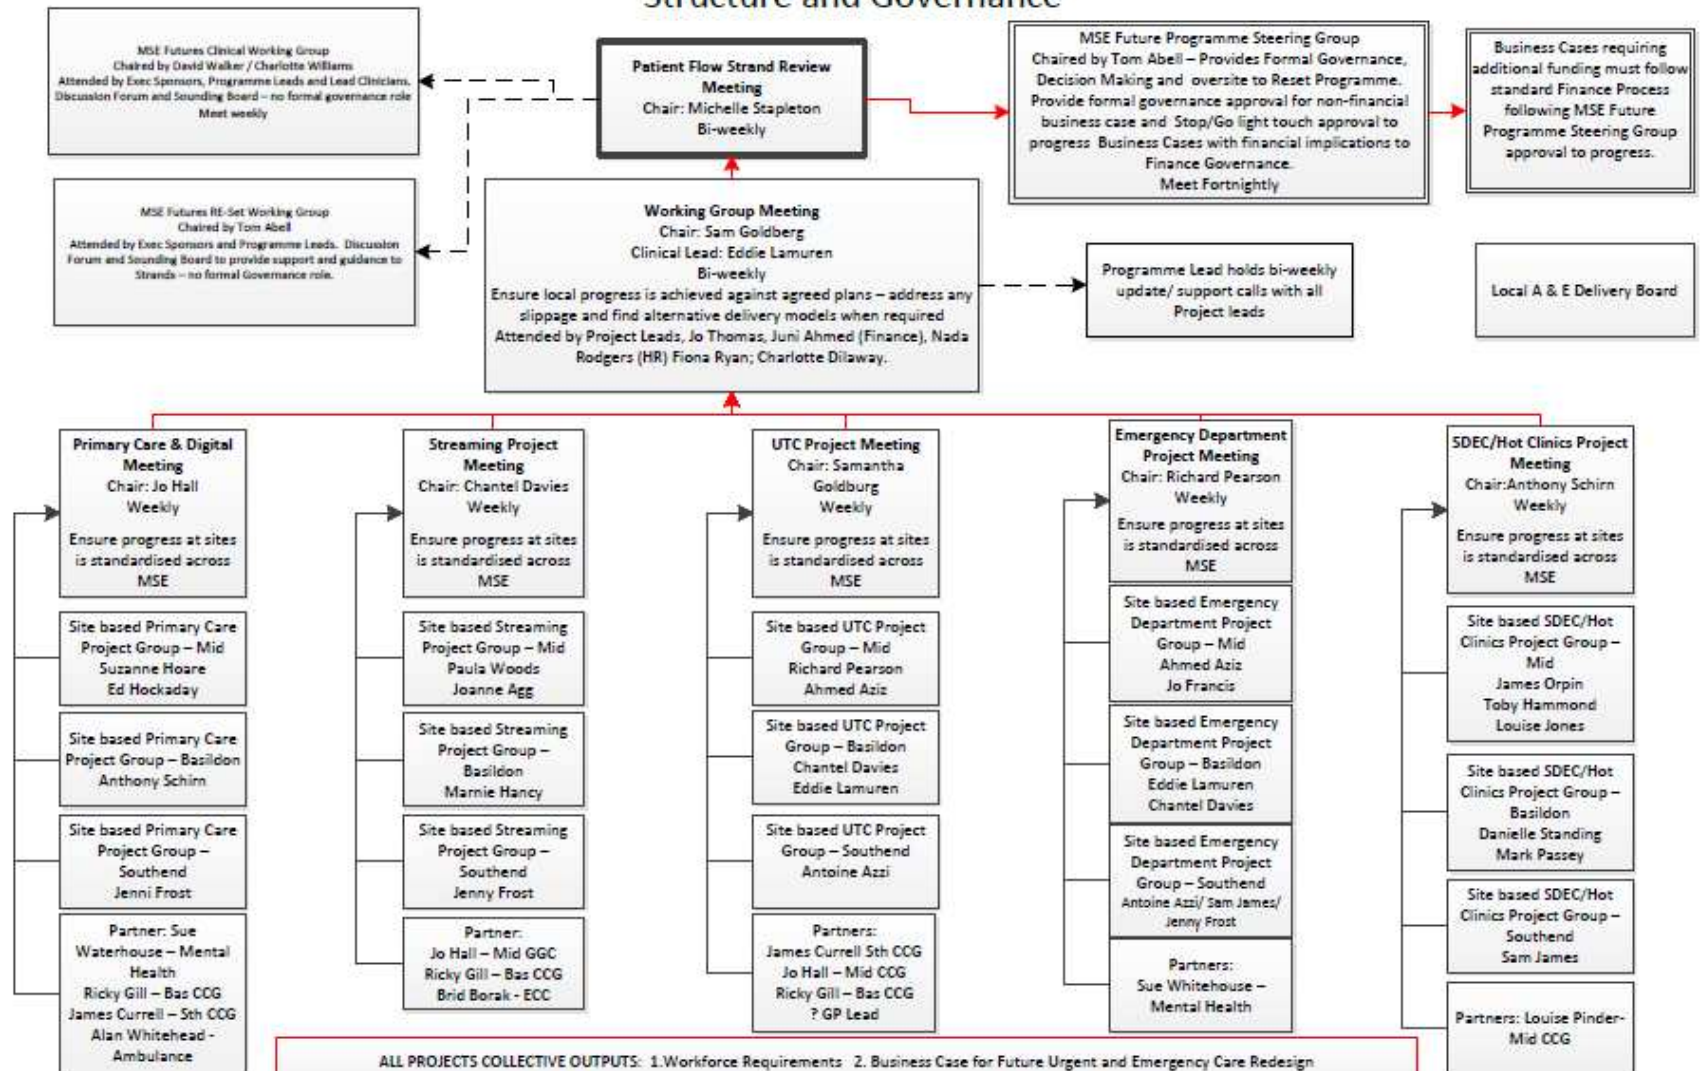 Structure and Governance
MSE Futures Clinical Working Group
Chaired by David Walker / Charlotte Williams
Attended by Exec Sponsors, Programme Leads and Lead Clinicians.
Discussion Forum and Sounding Board – no formal governance role
Meet weekly
Patient Flow Strand Review
Meeting
Chair: Michelle Stapleton
Bi-weekly
MSE Future Programme Steering Group
Chaired by Tom Abell – Provides Formal Governance,
Decision Making and oversite to Reset Programme.
Provide formal governance approval for non-financial
business case and Stop/Go light touch approval to
progress Business Cases with financial implications to
Finance Governance.
Meet Fortnightly
Business Cases requiring
additional funding must follow
standard Finance Process
following MSE Future
Programme Steering Group
approval to progress.
MSE Futures RE-Set Working Group
Chaired by Tom Abell
Attended by Exec Sponsors and Programme Leads. Discussion
Forum and Sounding Board to provide support and guidance to
Strands – no formal Governance role.
Working Group Meeting
Chair: Sam Goldberg
Clinical Lead: Eddie Lamuren
Bi-weekly
Ensure local progress is achieved against agreed plans – address any
slippage and find alternative delivery models when required
Attended by Project Leads, Jo Thomas, Juni Ahmed (Finance), Nada
Rodgers (HR) Fiona Ryan; Charlotte Dilaway.
Programme Lead holds bi-weekly
update/ support calls with all
Project leads
Local A & E Delivery Board
Primary Care & Digital
Meeting
Chair: Jo Hall
Weekly
Ensure progress at sites
is standardised across
MSE
Site based Primary Care
Project Group – Mid
Suzanne Hoare
Ed Hockaday
Site based Primary Care
Project Group – Basildon
Anthony Schirn
Site based Primary Care
Project Group –
Southend
Jenni Frost
Partner: Sue
Waterhouse – Mental
Health
Ricky Gill – Bas CCG
James Currell – Sth CCG
Alan Whitehead -
Ambulance
Streaming Project
Meeting
Chair: Chantel Davies
Weekly
Ensure progress at sites
is standardised across
MSE
Site based Streaming
Project Group – Mid
Paula Woods
Joanne Agg
Site based Streaming
Project Group –
Basildon
Marnie Hancy
Site based Streaming
Project Group –
Southend
Jenny Frost
Partner:
Jo Hall – Mid GGC
Ricky Gill – Bas CCG
Brid Borak - ECC
UTC Project Meeting
Chair: Samantha
Goldburg
Weekly
Ensure progress at sites
is standardised across
MSE
Site based UTC Project
Group – Mid
Richard Pearson
Ahmed Aziz
Site based UTC Project
Group – Basildon
Chantel Davies
Eddie Lamuren
Site based UTC Project
Group – Southend
Antoine Azzi
Partners:
James Currell Sth CCG
Jo Hall – Mid CCG
Ricky Gill – Bas CCG
? GP Lead
Emergency Department
Project Meeting
Chair: Richard Pearson
Weekly
Ensure progress at sites
is standardised across
MSE
Site based Emergency
Department Project
Group – Mid
Ahmed Aziz
Jo Francis
Site based Emergency
Department Project
Group – Basildon
Eddie Lamuren
Chantel Davies
Site based Emergency
Department Project
Group – Southend
Antoine Azzi/ Sam James/
Jenny Frost
Partners:
Sue Whitehouse –
Mental Health
SDEC/Hot Clinics Project
Meeting
Chair:Anthony Schirn
Weekly
Ensure progress at sites
is standardised across
MSE
Site based SDEC/Hot
Clinics Project Group –
Mid
James Orpin
Toby Hammond
Louise Jones
Site based SDEC/Hot
Clinics Project Group –
Basildon
Danielle Standing
Mark Passey
Site based SDEC/Hot
Clinics Project Group –
Southend
Sam James
Partners: Louise Pinder-
Mid CCG
ALL PROJECTS COLLECTIVE OUTPUTS: 1.Workforce Requirements 2. Business Case for Future Urgent and Emergency Care Redesign